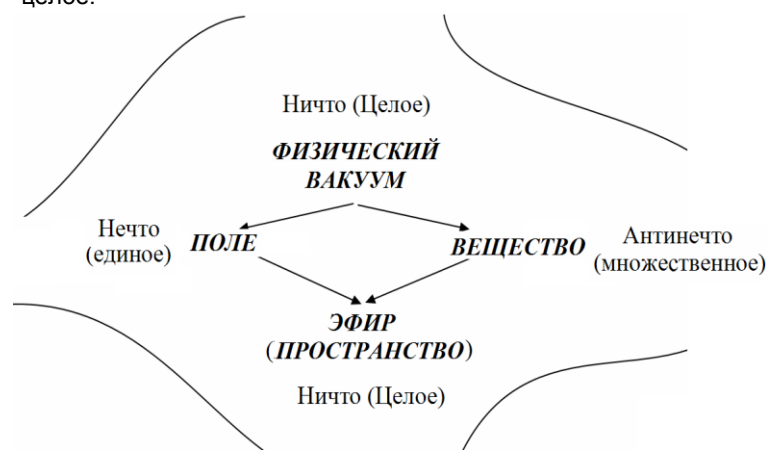 целое.
Ничто (Целое)
ФИЗИЧЕСКИЙ
ВАКУУМ
Нечто
(единое)
ПОЛЕ
ВЕЩЕСТВО
Антинечто
(множественное)
ЭФИР
(ПРОСТРАНСТВО)
Ничто (Целое)